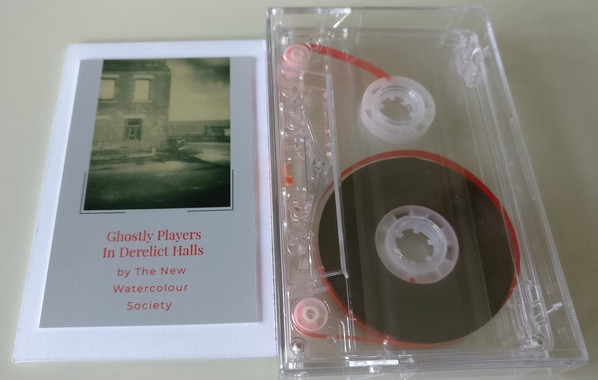 Ghostly Players
In Derelict Halls
by The New
Watercolour
Society